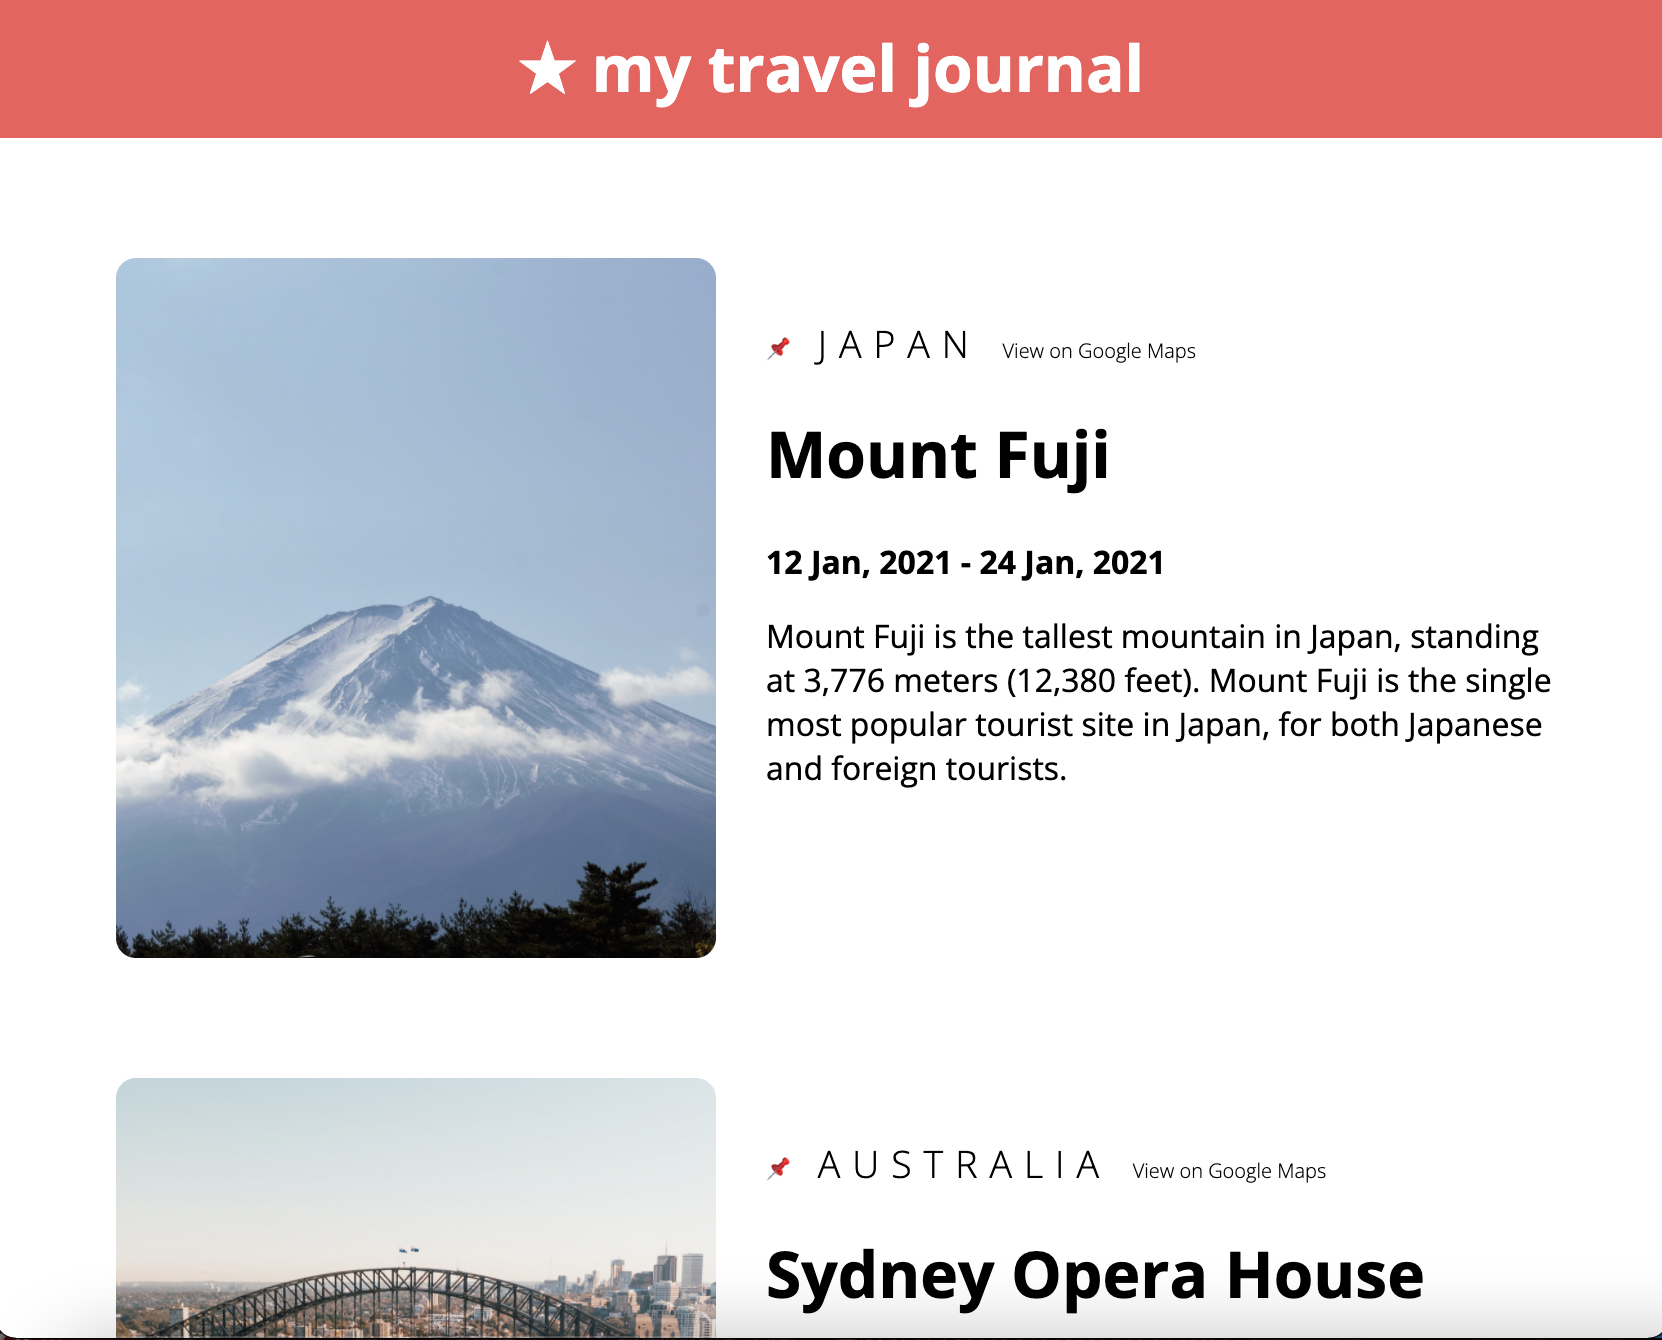 ★ my travel journal
JAPAN View on Google Maps
Mount Fuji
12 Jan, 2021 - 24 Jan, 2021
Mount Fuji is the tallest mountain in Japan, standing
at 3,776 meters (12,380 feet). Mount Fuji is the single
most popular tourist site in Japan, for both Japanese
and foreign tourists.
AUSTRALIA View on Google Maps
Sydney Opera House